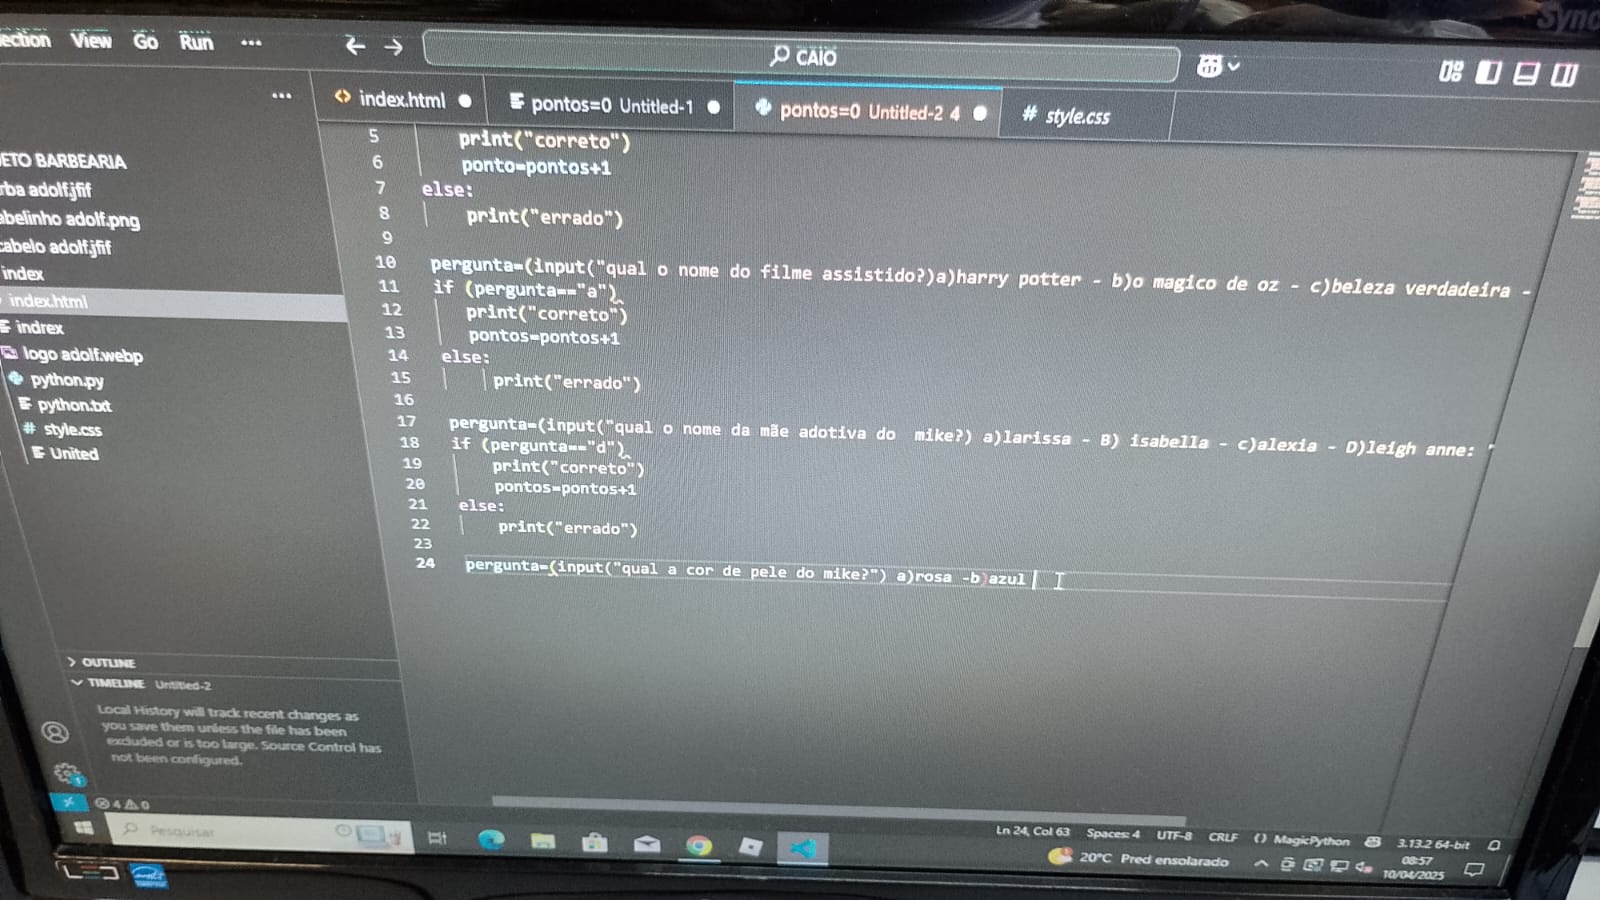 Sync
ection View Go Run ...
CAIO
index.html
pontos=0 Untitled-1
pontos=0 Untitled-2 4
# style.css
ETO BARBEARIA
rba adolf.jfif
abelinho adolf.png
cabelo adolf.jfif
index
index.html
indrex
logo adolf.webp
python.py
python.txt
# style.css
United
5 print("correto")
6 ponto=pontos+1
7 else:
8 print("errado")
9
10 pergunta=(input("qual o nome do filme assistido?)a)harry potter - b)o magico de oz - c)beleza verdadeira -
11 if (pergunta=="a")
12 print("correto")
13 pontos=pontos+1
14 else:
15 print("errado")
16
17 pergunta=(input("qual o nome da mãe adotiva do mike?) a)larissa - B) isabella - c)alexia - D)leigh anne: "
18 if (pergunta=="d")
19 print("correto")
20 pontos=pontos+1
21 else:
22 print("errado")
23
24 pergunta=(input("qual a cor de pele do mike?") a)rosa -b)azul
OUTLINE
TIMELINE Untitled-2
Local History will track recent changes as
you save them unless the file has been
excluded or is too large. Source Control has
not been configured.
4 0
Ln 24, Col 63 Spaces: 4 UTF-8 CRLF () MagicPython 3.13.2 64-bit
Pesquisar
20°C Pred ensolarado
08:57
10/04/2025